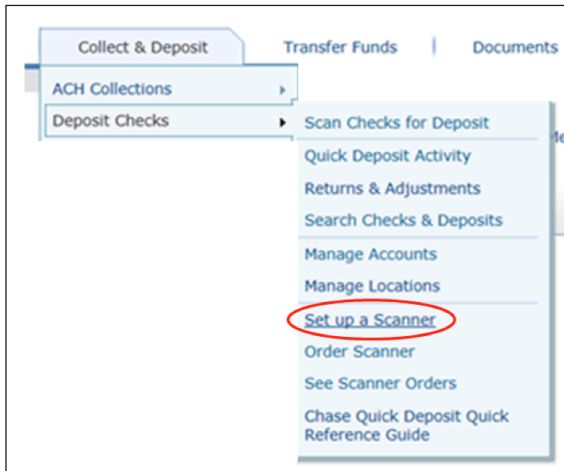 Collect & Deposit Transfer Funds | Documents
ACH Collections
Deposit Checks
Scan Checks for Deposit
Quick Deposit Activity
Returns & Adjustments
Search Checks & Deposits
Manage Accounts
Manage Locations
Set up a Scanner
Order Scanner
See Scanner Orders
Chase Quick Deposit Quick
Reference Guide